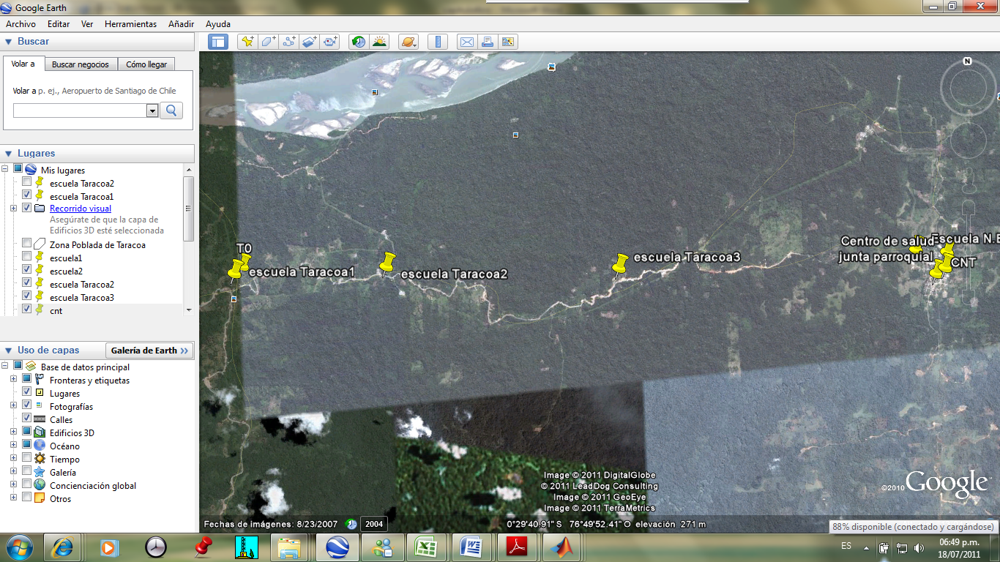 Google Earth
Archivo Editar Ver Herramientas Añadir Ayuda
Buscar
Volar a Buscar negocios Cómo llegar
Volar a p. ej., Aeropuerto de Santiago de Chile
Lugares
Mis lugares
escuela Taracoa2
escuela Taracoa1
Recorrido visual
Asegúrate de que la capa de
Edificios 3D esté seleccionada
Zona Poblada de Taracoa
escuela1
escuela2
escuela Taracoa2
escuela Taracoa3
cnt
Uso de capas Galería de Earth >>
Base de datos principal
Fronteras y etiquetas
Lugares
Fotografías
Calles
Edificios 3D
Océano
Tiempo
Galería
Concienciación global
Otros
N
T0
escuela Taracoa1
escuela Taracoa2
escuela Taracoa3
Centro de salud Escuela N.E
junta parroquial CNT
Image © 2011 DigitalGlobe
© 2011 LeadDog Consulting
Image © 2011 GeoEye
Image © 2011 TerraMetrics
©2010 Google
Fechas de imágenes: 8/23/2007 2004 0°29'40.91" S 76°49'52.41" O elevación 271 m
88% disponible (conectado y cargándose)
ES
06:49 p.m.
18/07/2011